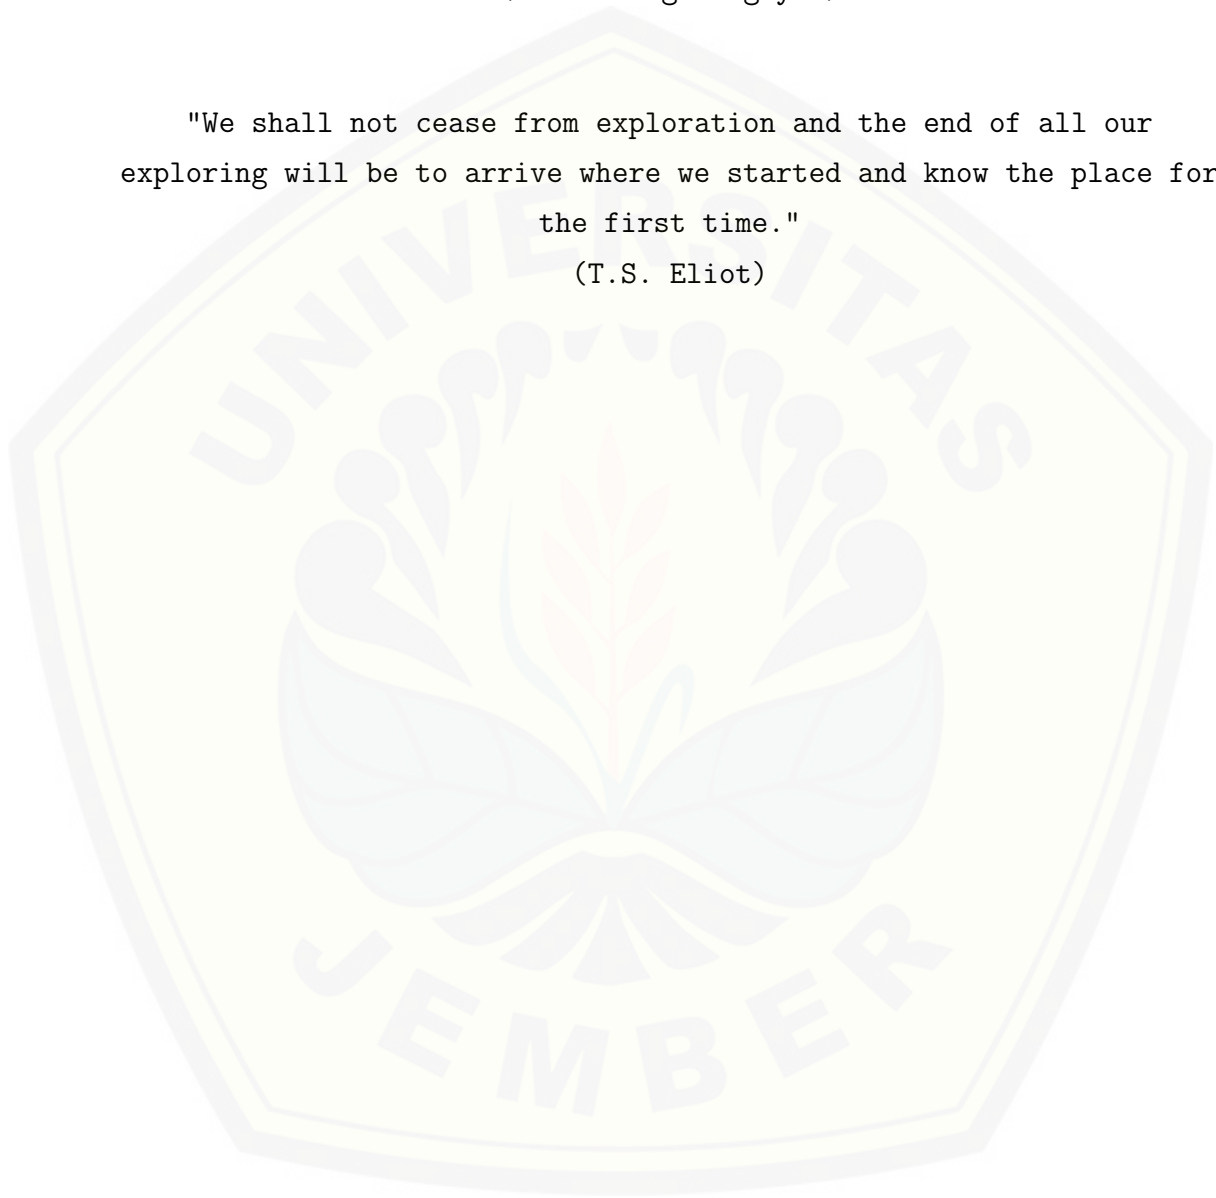 "We shall not cease from exploration and the end of all our
exploring will be to arrive where we started and know the place for
the first time."
(T.S. Eliot)
UNIVERSITAS
JEMBER